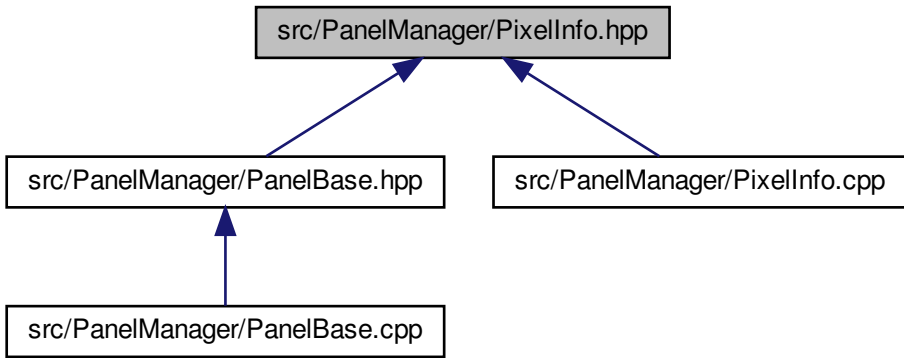 src/PanelManager/PixelInfo.hpp
src/PanelManager/PanelBase.hpp
src/PanelManager/PixelInfo.cpp
src/PanelManager/PanelBase.cpp